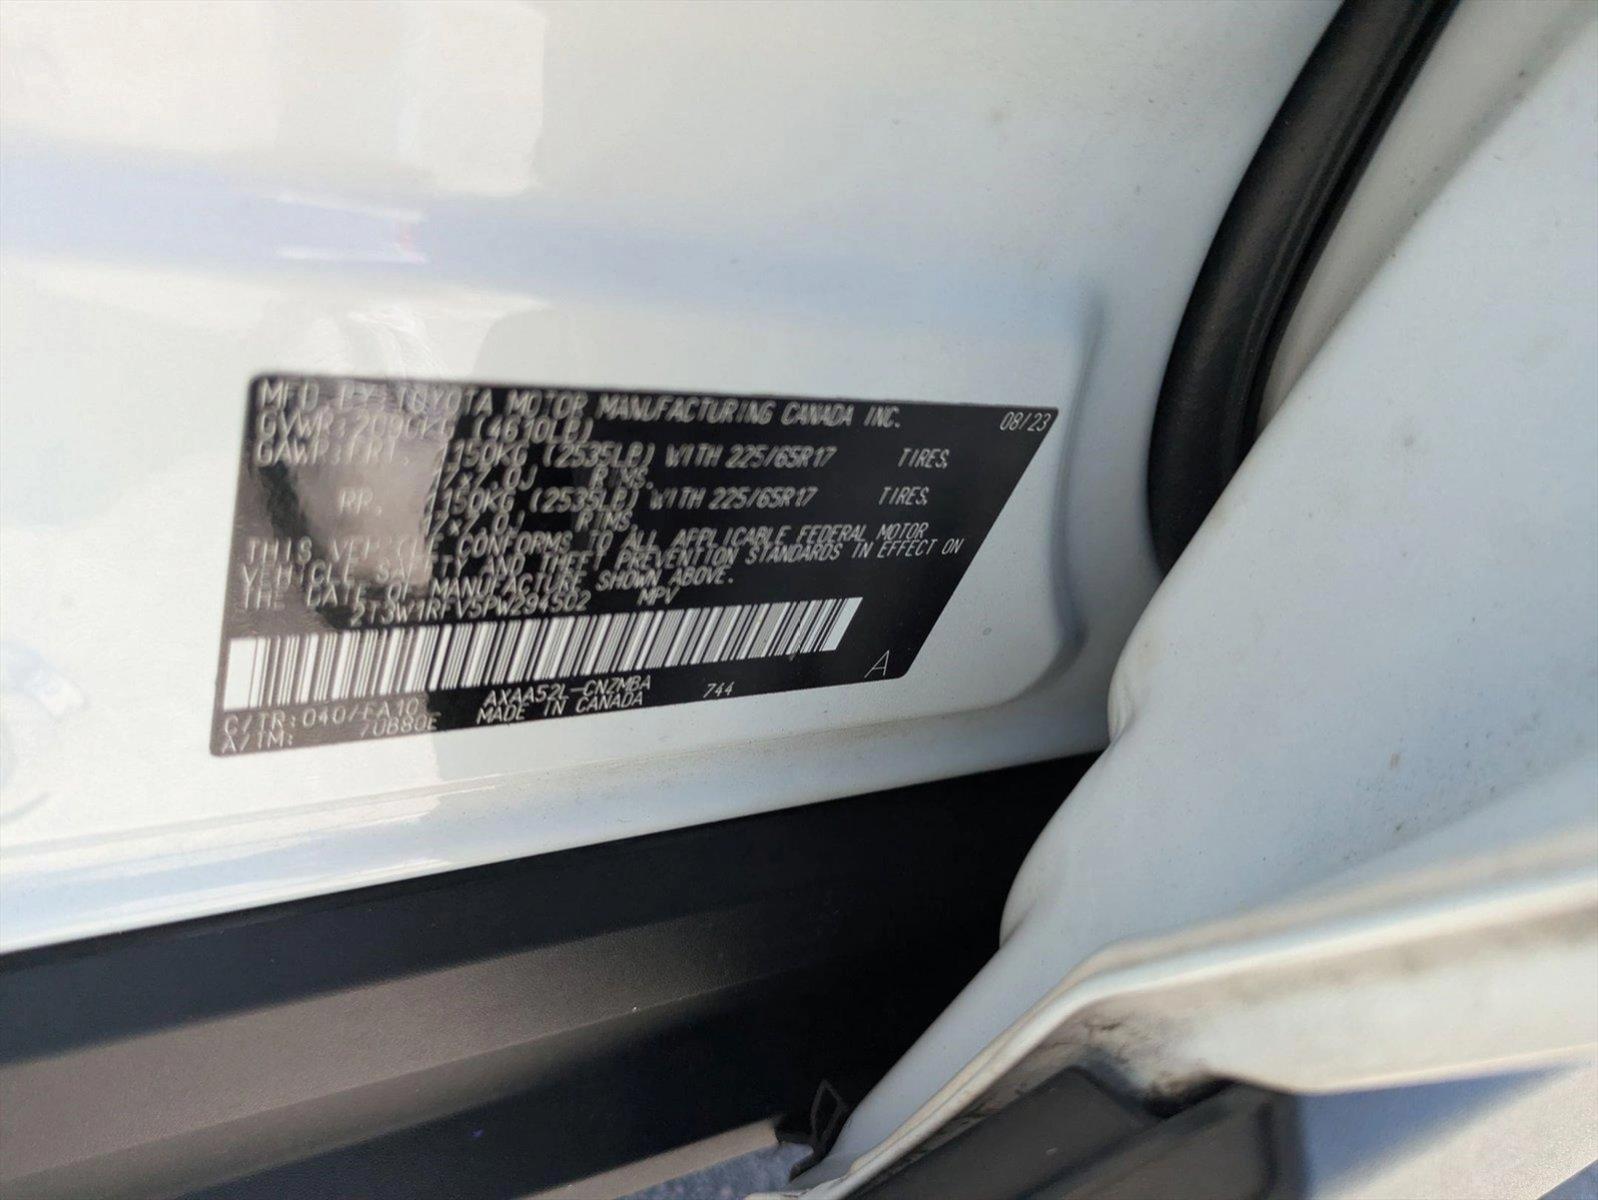 MFD BY TOYOTA MOTOR MANUFACTURING CANADA INC. 08/23
GVWR: (4610LB)
GAWR:FRT. 1150KG (2535LB) WITH 225/65R17 TIRES,
17x7.0J RIMS,
RR. 1150KG (2535LB) WITH 225/65R17 TIRES,
17x7.0J RIMS,
THIS VEHICLE CONFORMS TO ALL APPLICABLE FEDERAL MOTOR
VEHICLE SAFETY AND THEFT PREVENTION STANDARDS IN EFFECT ON
THE DATE OF MANUFACTURE SHOWN ABOVE.
2T3W1RFV5PW294502 MPV
A
C/TR:040/EA10 AXAA52L-CNZMBA 744
A/TM: MADE IN CANADA